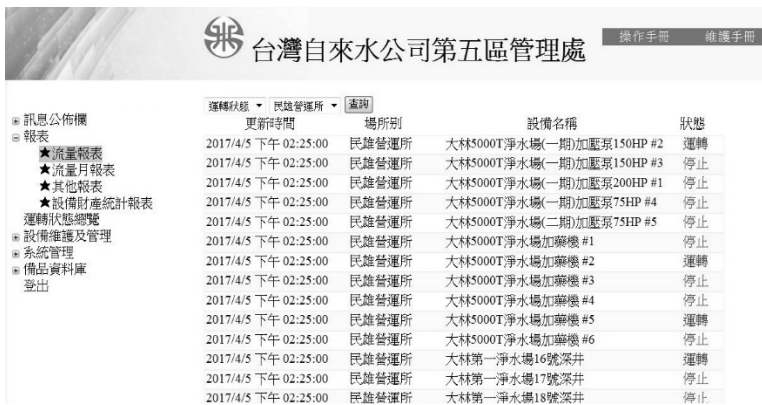 台灣自來水公司第五區管理處
操作手冊 維護手冊
訊息公佈欄
報表
★流量報表
★流量月報表
★其他報表
★設備財產統計報表
運轉狀態總覽
設備維護及管理
系統管理
備品資料庫
登出
運轉狀態 民雄營運所 查詢
更新時間 場所別 設備名稱 狀態
2017/4/5 下午 02:25:00 民雄營運所 大林5000T淨水場(一期)加壓泵150HP #2 運轉
2017/4/5 下午 02:25:00 民雄營運所 大林5000T淨水場(一期)加壓泵150HP #3 停止
2017/4/5 下午 02:25:00 民雄營運所 大林5000T淨水場(一期)加壓泵200HP #1 停止
2017/4/5 下午 02:25:00 民雄營運所 大林5000T淨水場(一期)加壓泵75HP #4 停止
2017/4/5 下午 02:25:00 民雄營運所 大林5000T淨水場(二期)加壓泵75HP #5 停止
2017/4/5 下午 02:25:00 民雄營運所 大林5000T淨水場加藥機 #1 停止
2017/4/5 下午 02:25:00 民雄營運所 大林5000T淨水場加藥機 #2 運轉
2017/4/5 下午 02:25:00 民雄營運所 大林5000T淨水場加藥機 #3 停止
2017/4/5 下午 02:25:00 民雄營運所 大林5000T淨水場加藥機 #4 停止
2017/4/5 下午 02:25:00 民雄營運所 大林5000T淨水場加藥機 #5 運轉
2017/4/5 下午 02:25:00 民雄營運所 大林5000T淨水場加藥機 #6 停止
2017/4/5 下午 02:25:00 民雄營運所 大林第一淨水場16號深井 運轉
2017/4/5 下午 02:25:00 民雄營運所 大林第一淨水場17號深井 停止
2017/4/5 下午 02:25:00 民雄營運所 大林第一淨水場18號深井 停止